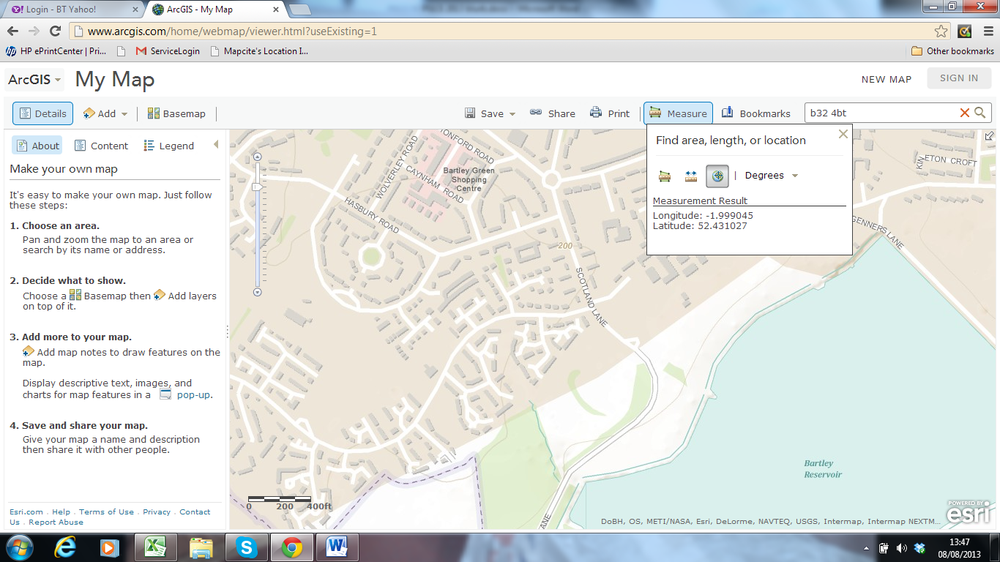 Login - BT Yahoo!
ArcGIS - My Map
www.arcgis.com/home/webmap/viewer.html?useExisting=1
HP ePrintCenter | Pri...
ServiceLogin
Mapcite's Location I...
Other bookmarks
ArcGIS
My Map
NEW MAP
SIGN IN
Details
Add
Basemap
Save
Share
Print
Measure
Bookmarks
b32 4bt
About
Content
Legend
Make your own map
It's easy to make your own map. Just follow
these steps:
1. Choose an area.
Pan and zoom the map to an area or
search by its name or address.
2. Decide what to show.
Choose a Basemap then Add layers
on top of it.
3. Add more to your map.
Add map notes to draw features on the
map.
Display descriptive text, images, and
charts for map features in a pop-up.
4. Save and share your map.
Give your map a name and description
then share it with other people.
Esri.com . Help . Terms of Use . Privacy . Contact
Us . Report Abuse
Find area, length, or location
Degrees
Measurement Result
Longitude: -1.999045
Latitude: 52.431027
TONFORD ROAD
WOLVERLEY ROAD
CAYNHAM ROAD
Bartley Green
Shopping
Centre
HASBURY ROAD
200
SCOTLAND LANE
ETON CROFT
KIN
GENNERS LANE
Bartley
Reservoir
ANE
0 200 400ft
DoBH, OS, METI/NASA, Esri, DeLorme, NAVTEQ, USGS, Intermap, Intermap NEXTM...
POWERED BY
esri
13:47
08/08/2013